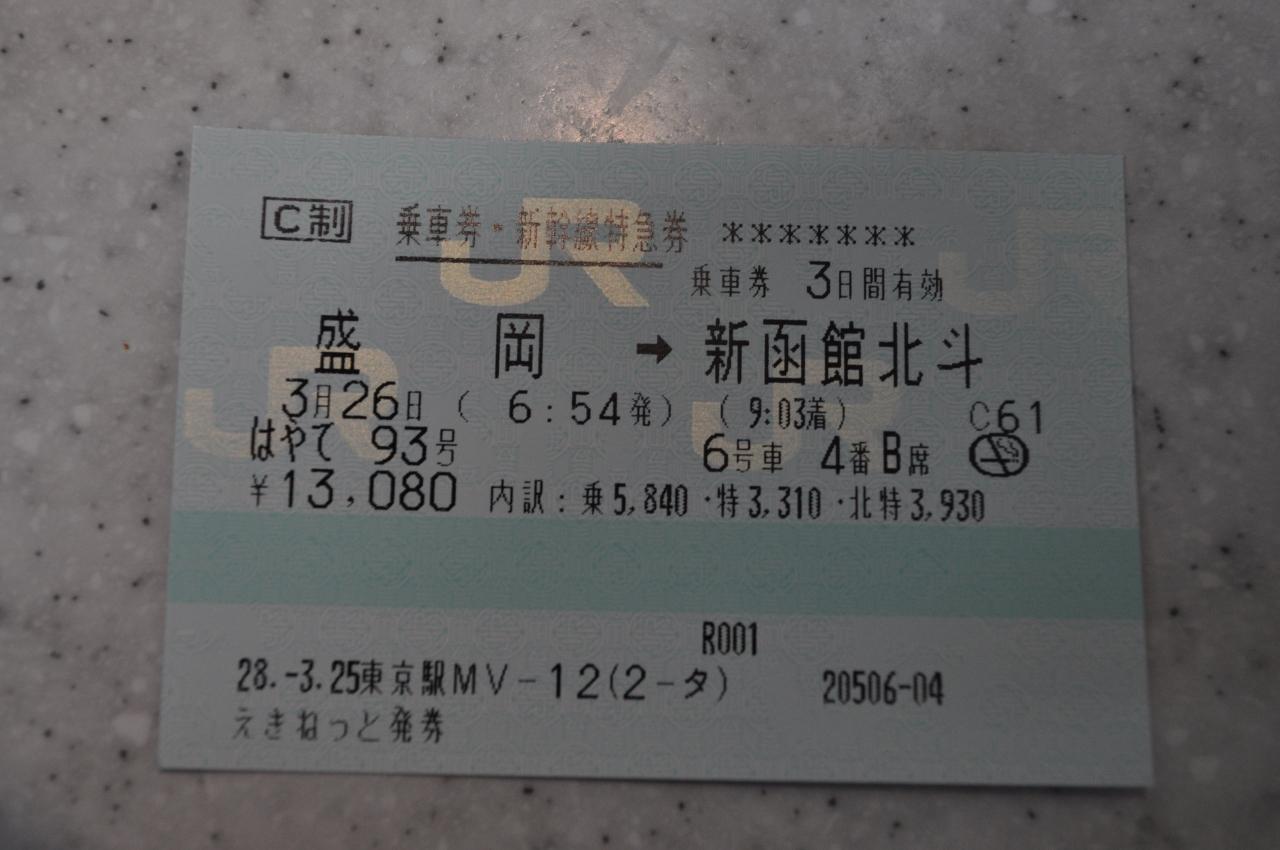 C制 乗車券・新幹線特急券 *******
乗車券 3日間有効
盛岡 ➡ 新函館北斗
3月26日 ( 6:54発) ( 9:03着) C61
はやて 93号 6号車 4番B席
¥13,080 内訳:乗5,840・特3,310・北特3,930
R001
28.-3.25東京駅MV-12(2-タ) 20506-04
えきねっと発券
JR
JR
JR
JR